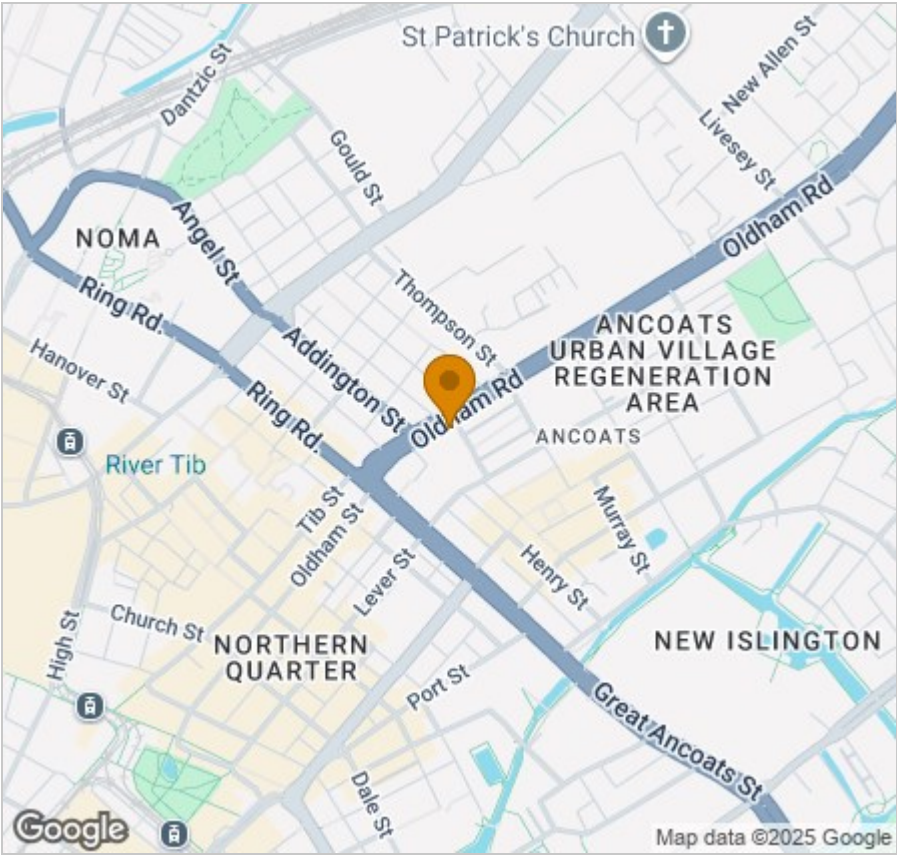 St Patrick's Church
New Allen St
Dantzic St
Livesey St
Gould St
Oldham Rd
Angel St
NOMA
Thompson St
Ring Rd.
ANCOATS
URBAN VILLAGE
REGENERATION
AREA
Addington St
Hanover St
Oldham Rd
Ring Rd.
ANCOATS
River Tib
Tib St
Oldham St
Murray St
Henry St
Lever St
Church St
High St
NORTHERN
QUARTER
NEW ISLINGTON
Port St
Great Ancoats St
Dale St
Google
Map data ©2025 Google